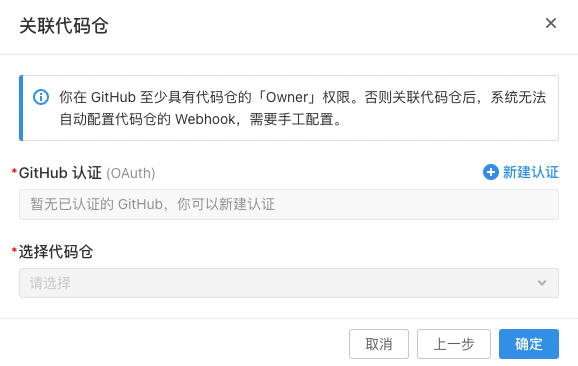 关联代码仓
你在 GitHub 至少具有代码仓的「Owner」权限。否则关联代码仓后，系统无法
自动配置代码仓的 Webhook，需要手工配置。
*GitHub 认证 (OAuth) 新建认证
暂无已认证的 GitHub，你可以新建认证
*选择代码仓
请选择
取消 上一步 确定